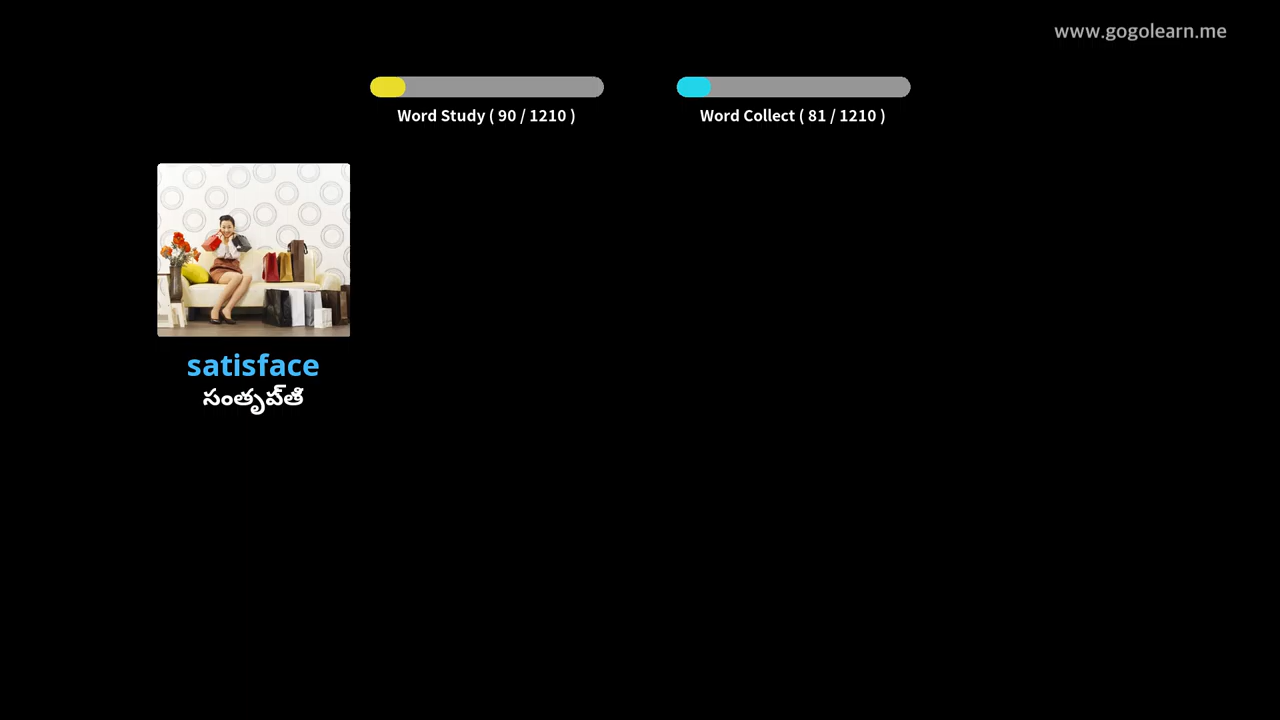 www.gogolearn.me
Word Study ( 90 / 1210 )
Word Collect ( 81 / 1210 )
satisface
సంతృప్తి